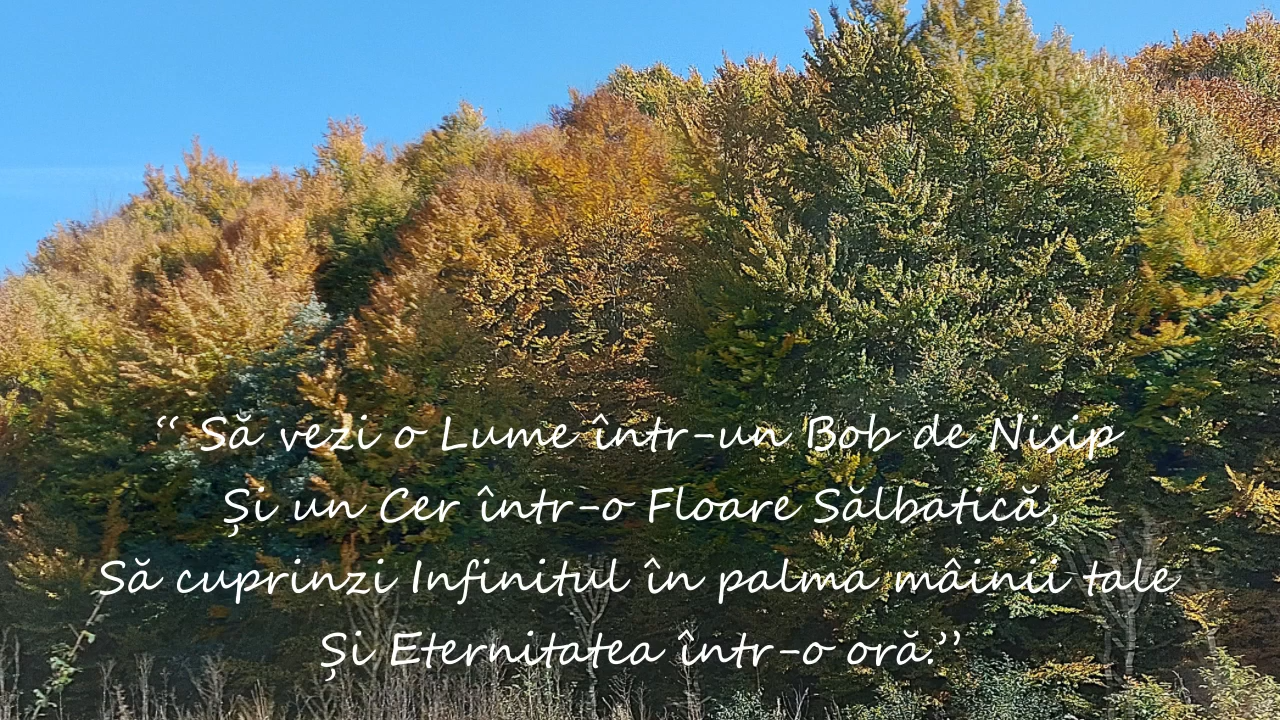 “ Să vezi o Lume într-un Bob de Nisip
Și un Cer într-o Floare Sălbatică,
Să cuprinzi Infinitul în palma mâinii tale
Și Eternitatea într-o oră.”